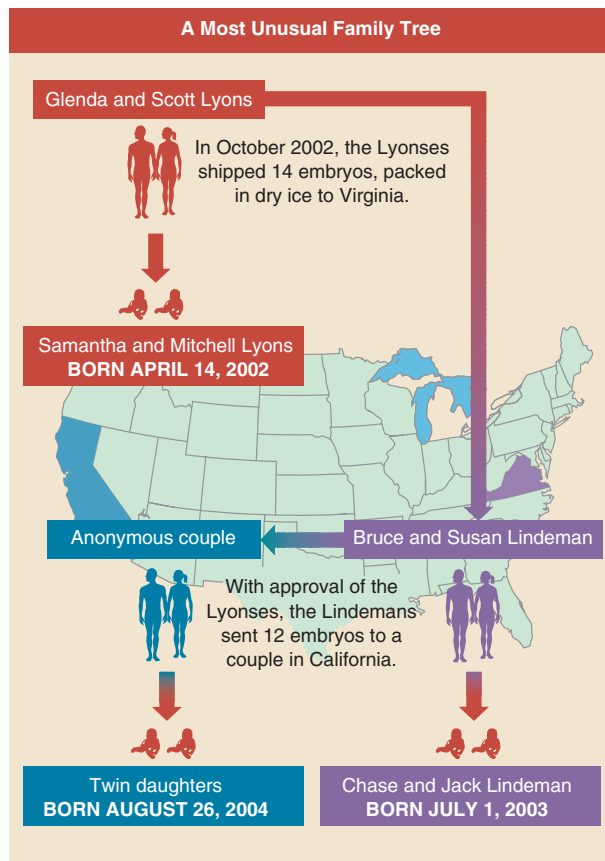 A Most Unusual Family Tree
Glenda and Scott Lyons
In October 2002, the Lyonses
shipped 14 embryos, packed
in dry ice to Virginia.
Samantha and Mitchell Lyons
BORN APRIL 14, 2002
Anonymous couple
Bruce and Susan Lindeman
With approval of the
Lyonses, the Lindemans
sent 12 embryos to a
couple in California.
Twin daughters
BORN AUGUST 26, 2004
Chase and Jack Lindeman
BORN JULY 1, 2003